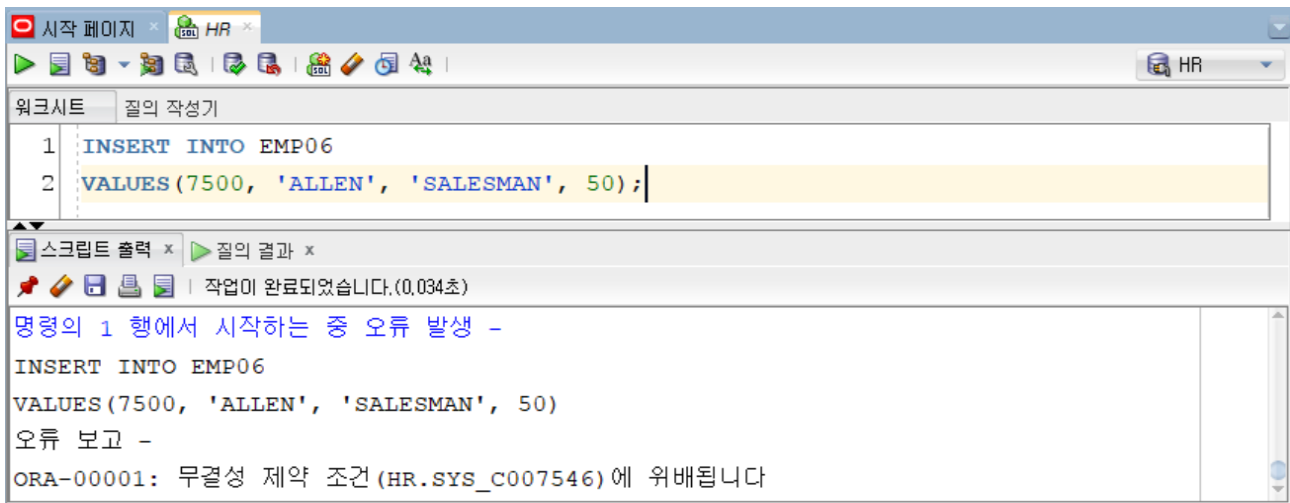 시작 페이지 HR
HR
워크시트 질의 작성기
1 INSERT INTO EMP06
2 VALUES(7500, 'ALLEN', 'SALESMAN', 50);
스크립트 출력 x 질의 결과 x
작업이 완료되었습니다.(0,034초)
명령의 1 행에서 시작하는 중 오류 발생 -
INSERT INTO EMP06
VALUES(7500, 'ALLEN', 'SALESMAN', 50)
오류 보고 -
ORA-00001: 무결성 제약 조건(HR.SYS_C007546)에 위배됩니다